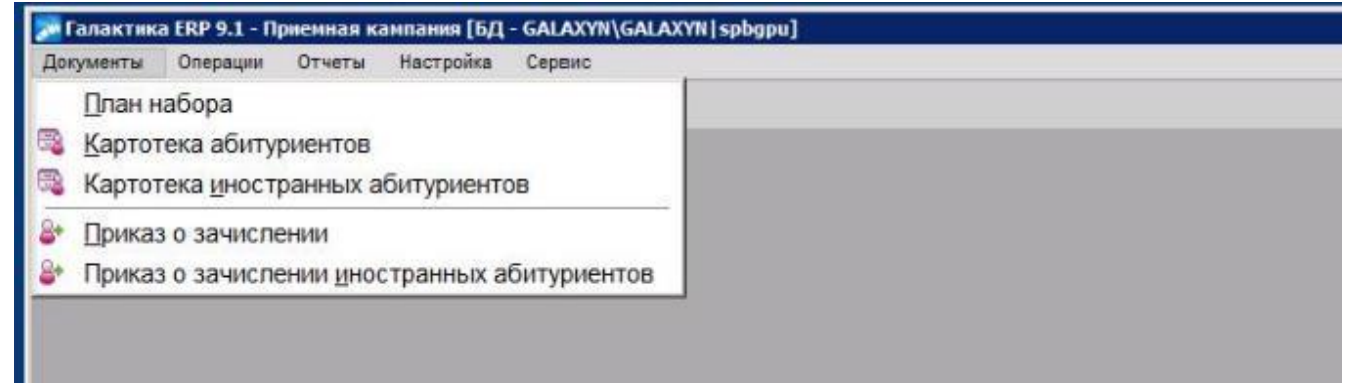 Галактика ERP 9.1 - Приемная кампания [БД - GALAXYN\GALAXYN|spbgpu]
Документы Операции Отчеты Настройка Сервис
План набора
Картотека абитуриентов
Картотека иностранных абитуриентов
Приказ о зачислении
Приказ о зачислении иностранных абитуриентов